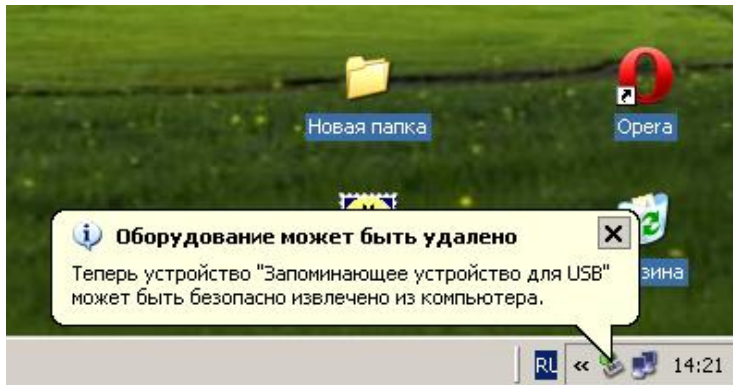 Новая папка
Opera
Оборудование может быть удалено
Теперь устройство "Запоминающее устройство для USB"
может быть безопасно извлечено из компьютера.
зина
RU « 14:21